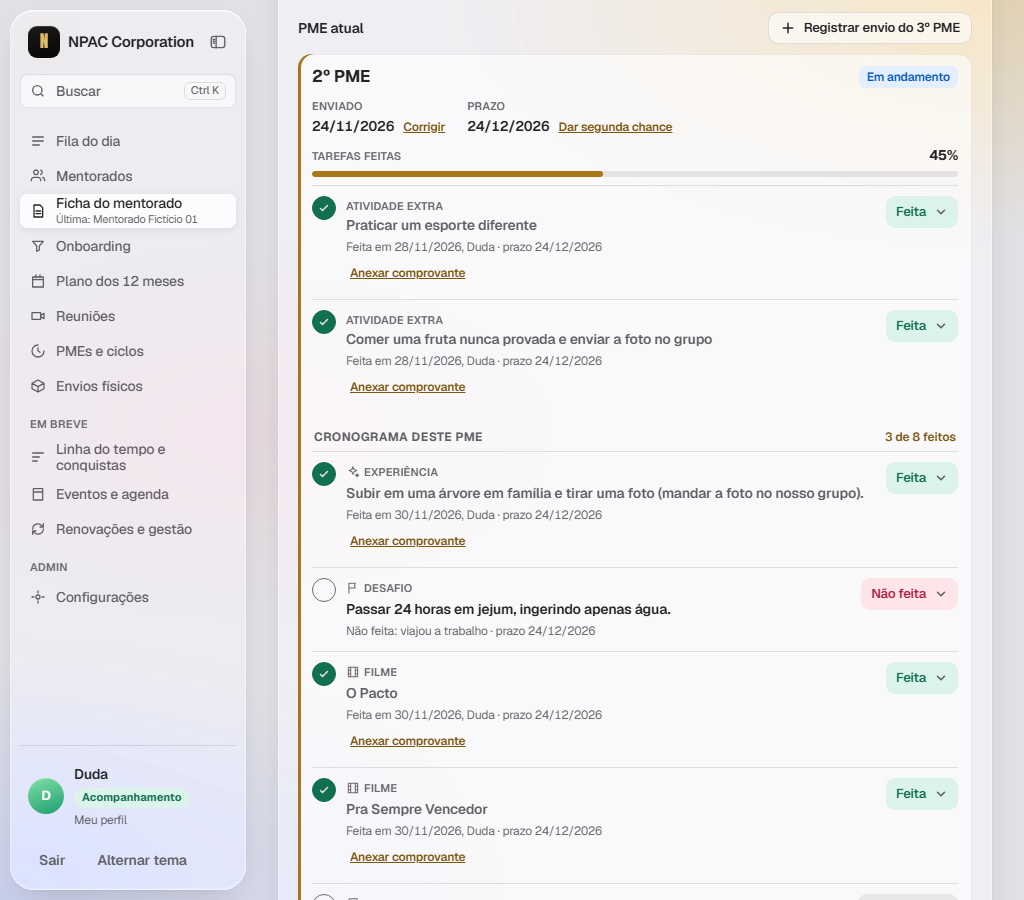 NPAC Corporation
Buscar
Ctrl K
Fila do dia
Mentorados
Ficha do mentorado
Última: Mentorado Fictício 01
Onboarding
Plano dos 12 meses
Reuniões
PMEs e ciclos
Envios físicos
EM BREVE
Linha do tempo e
conquistas
Eventos e agenda
Renovações e gestão
ADMIN
Configurações
D
Duda
Acompanhamento
Meu perfil
Sair
Alternar tema
PME atual
Registrar envio do 3º PME
2º PME
Em andamento
ENVIADO
PRAZO
24/11/2026 Corrigir
24/12/2026 Dar segunda chance
TAREFAS FEITAS
45%
ATIVIDADE EXTRA
Feita
Praticar um esporte diferente
Feita em 28/11/2026, Duda · prazo 24/12/2026
Anexar comprovante
ATIVIDADE EXTRA
Feita
Comer uma fruta nunca provada e enviar a foto no grupo
Feita em 28/11/2026, Duda · prazo 24/12/2026
Anexar comprovante
CRONOGRAMA DESTE PME
3 de 8 feitos
EXPERIÊNCIA
Feita
Subir em uma árvore em família e tirar uma foto (mandar a foto no nosso grupo).
Feita em 30/11/2026, Duda · prazo 24/12/2026
Anexar comprovante
DESAFIO
Não feita
Passar 24 horas em jejum, ingerindo apenas água.
Não feita: viajou a trabalho · prazo 24/12/2026
FILME
Feita
O Pacto
Feita em 30/11/2026, Duda · prazo 24/12/2026
Anexar comprovante
FILME
Feita
Pra Sempre Vencedor
Feita em 30/11/2026, Duda · prazo 24/12/2026
Anexar comprovante